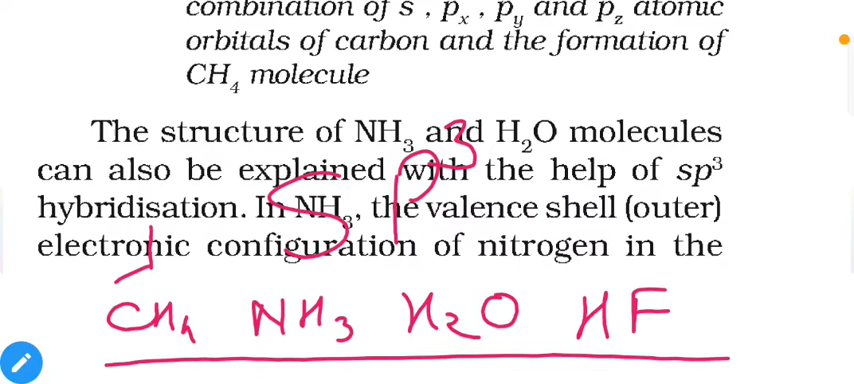 combination of s , pₓ , pᵧ and p_z atomic
orbitals of carbon and the formation of
CH₄ molecule
The structure of NH₃ and H₂O molecules
can also be explained with the help of sp³
hybridisation. In NH₃, the valence shell (outer)
electronic configuration of nitrogen in the
Sp³
CH₄ NH₃ H₂O HF